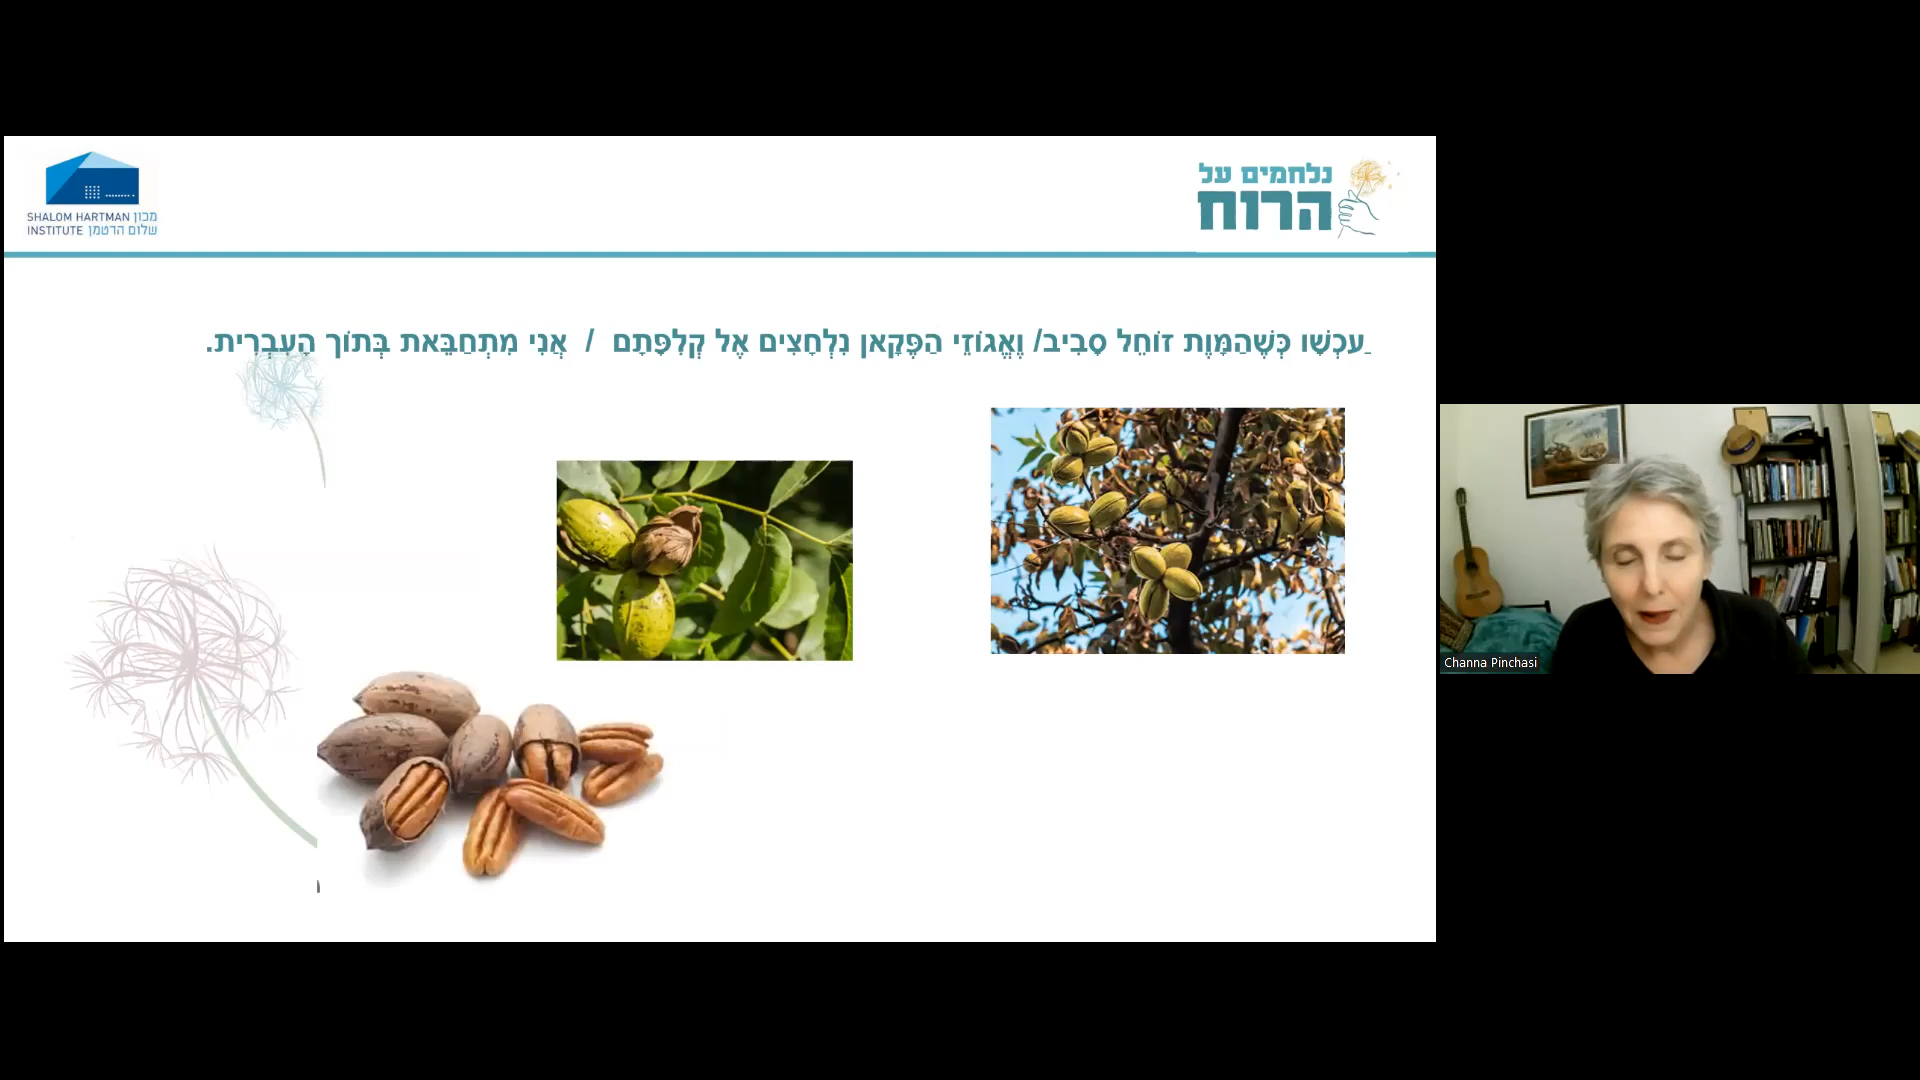 SHALOM HARTMAN מכון
INSTITUTE שלום הרטמן
נלחמים על
הרוח
עַכְשָׁו כְּשֶׁהַמָּוֶת זוֹחֵל סָבִיב/ וֶאֱגוֹזֵי הַפֶּקָאן נִלְחָצִים אֶל קְלִפָּתָם / אֲנִי מִתְחַבֵּאת בְּתוֹך הָעִבְרִית.
Channa Pinchasi